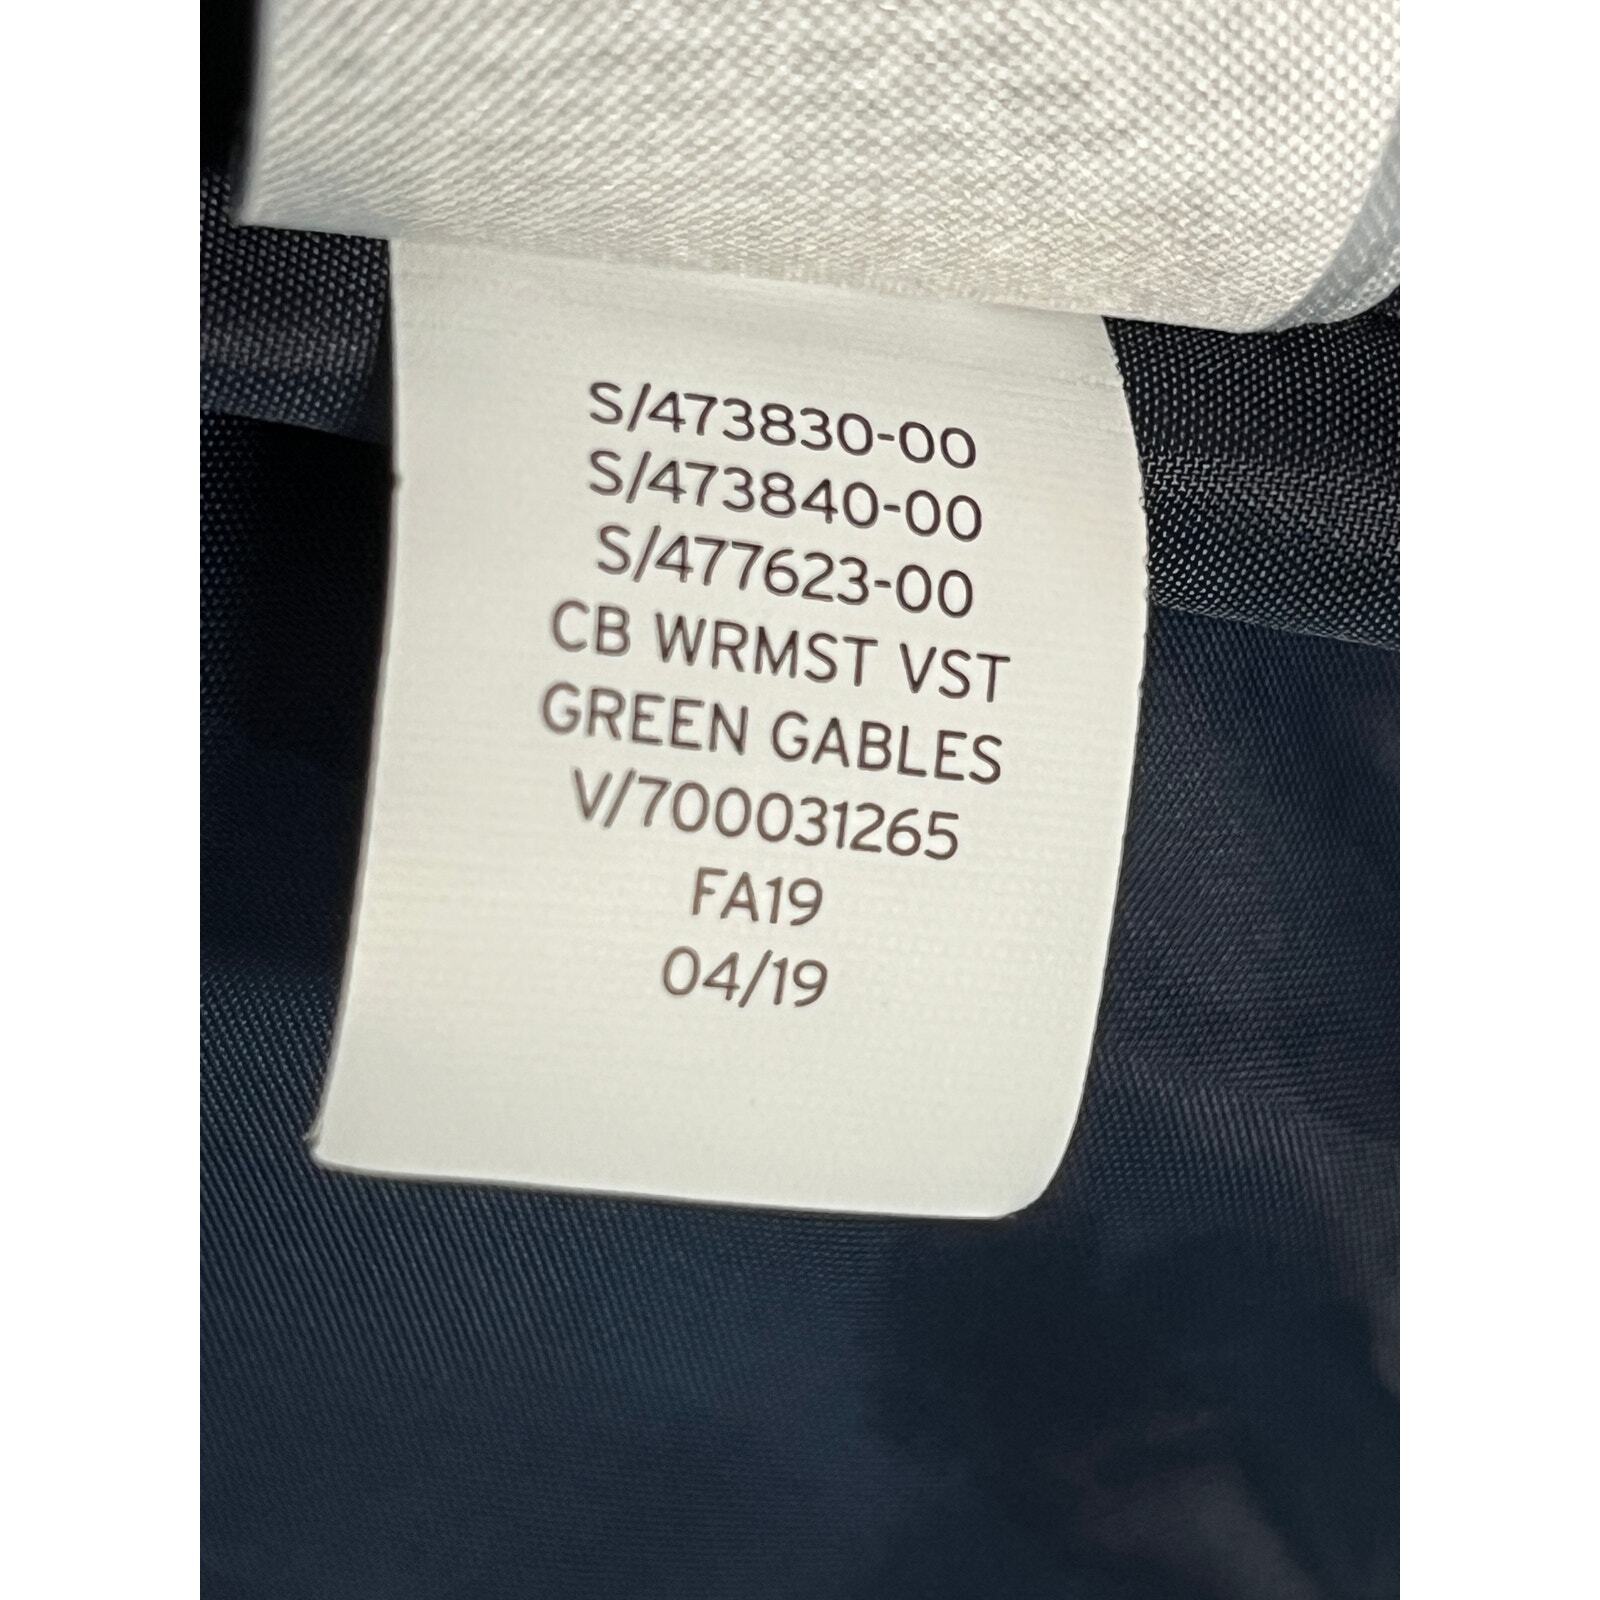 S/473830-00
S/473840-00
S/477623-00
CB WRMST VST
GREEN GABLES
V/700031265
FA19
04/19